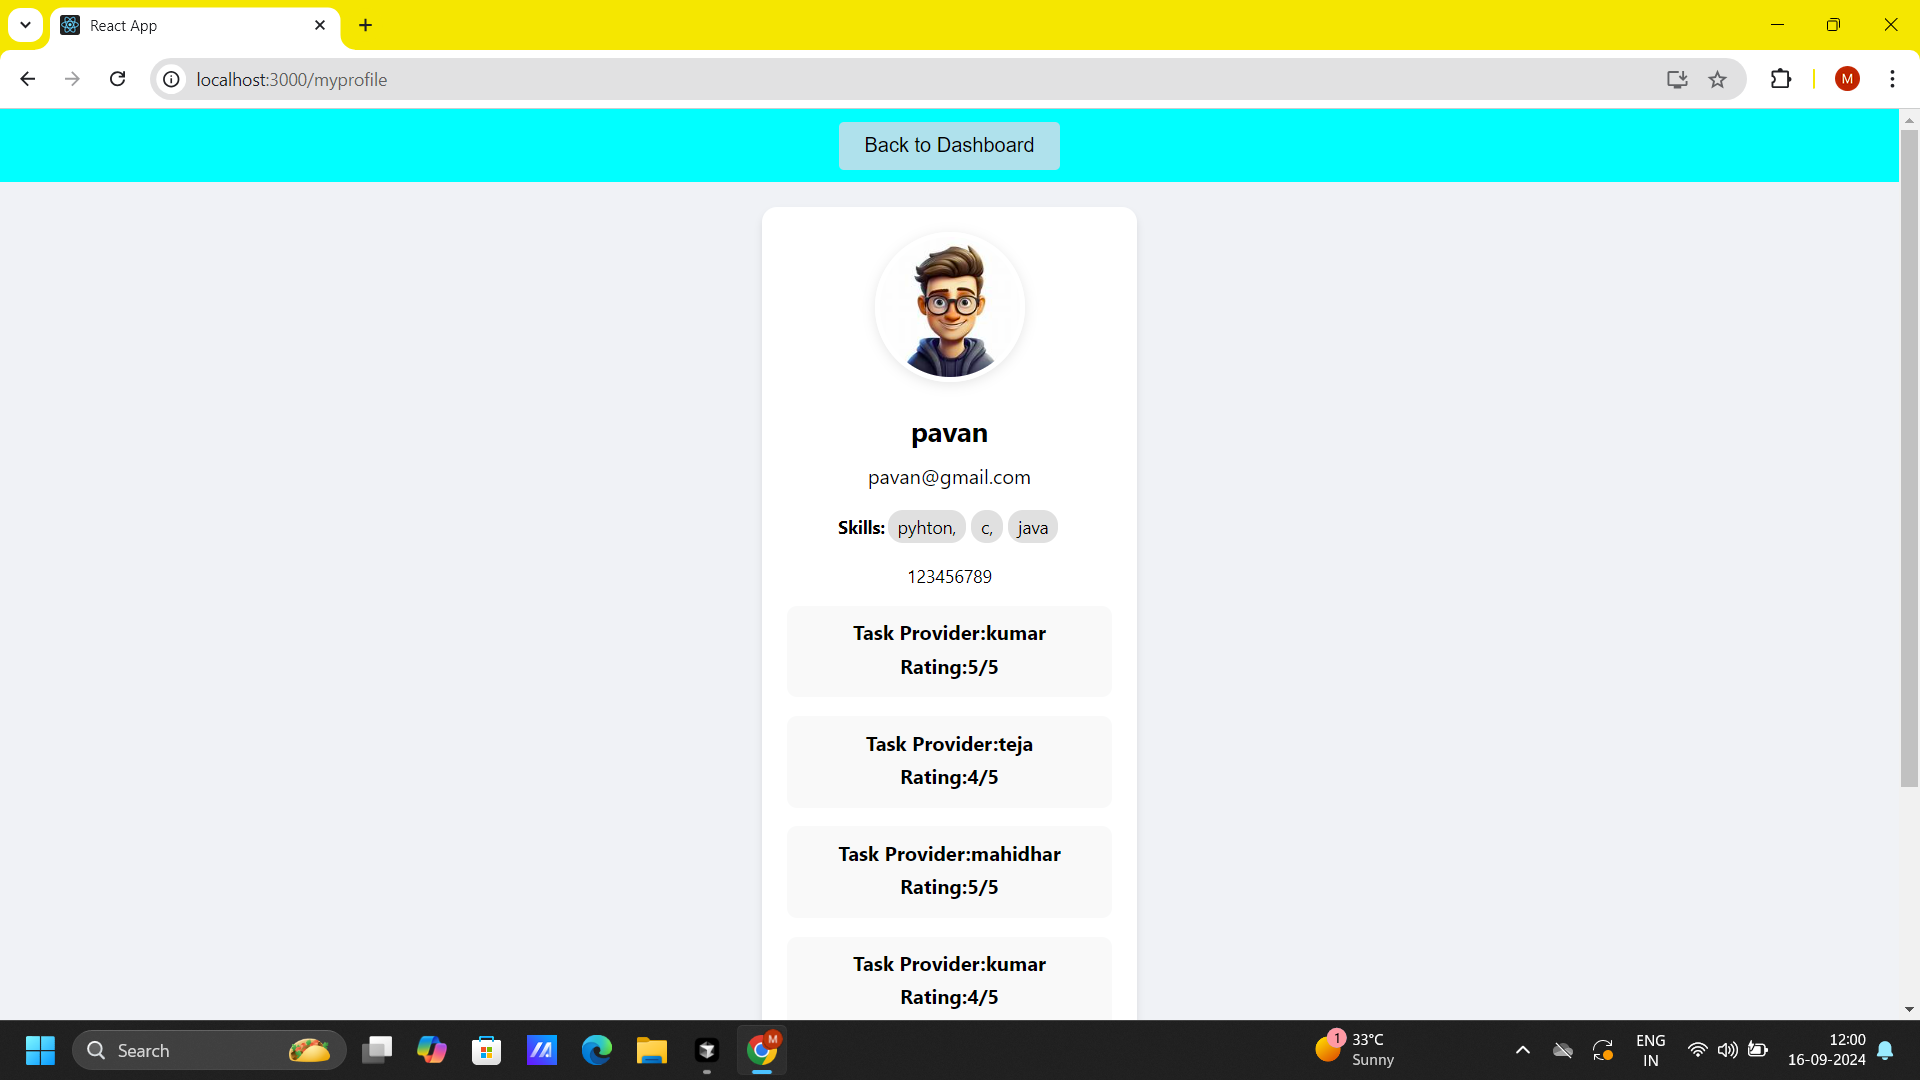 React App
localhost:3000/myprofile
M
Back to Dashboard
pavan
pavan@gmail.com
Skills: pyhton, c, java
123456789
Task Provider:kumar
Rating:5/5
Task Provider:teja
Rating:4/5
Task Provider:mahidhar
Rating:5/5
Task Provider:kumar
Rating:4/5
Search
M
1
33°C
Sunny
ENG
IN
12:00
16-09-2024